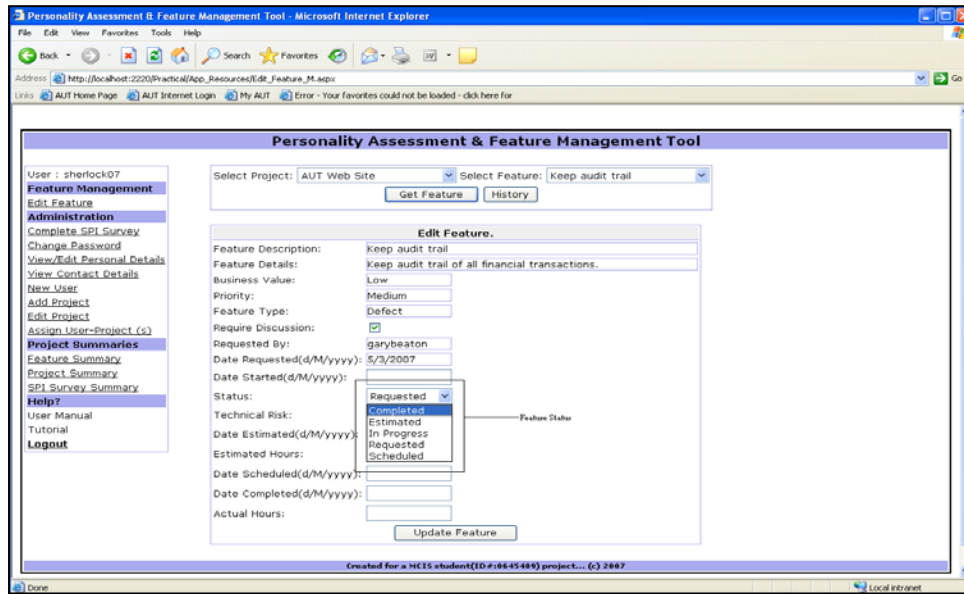 Personality Assessment & Feature Management Tool - Microsoft Internet Explorer
File Edit View Favorites Tools Help
Back Search Favorites
Address http://localhost:2220/Practical/App_Resources/Edit_Feature_M.aspx Go
Links AUT Home Page AUT Internet Login My AUT Error - Your favorites could not be loaded - click here for
Personality Assessment & Feature Management Tool
User : sherlock07
Feature Management
Edit Feature
Administration
Complete SPI Survey
Change Password
View/Edit Personal Details
View Contact Details
New User
Add Project
Edit Project
Assign User-Project (s)
Project Summaries
Feature Summary
Project Summary
SPI Survey Summary
Help?
User Manual
Tutorial
Logout
Select Project: AUT Web Site Select Feature: Keep audit trail
Get Feature History
Edit Feature.
Feature Description: Keep audit trail
Feature Details: Keep audit trail of all financial transactions.
Business Value: Low
Priority: Medium
Feature Type: Defect
Require Discussion:
Requested By: garybeaton
Date Requested(d/M/yyyy): 5/3/2007
Date Started(d/M/yyyy):
Status: Requested
Completed
Estimated
In Progress
Requested
Scheduled
Feature Status
Technical Risk:
Date Estimated(d/M/yyyy):
Estimated Hours:
Date Scheduled(d/M/yyyy):
Date Completed(d/M/yyyy):
Actual Hours:
Update Feature
Created for a MCIS student(ID#:0645409) project... (c) 2007
Done Local intranet